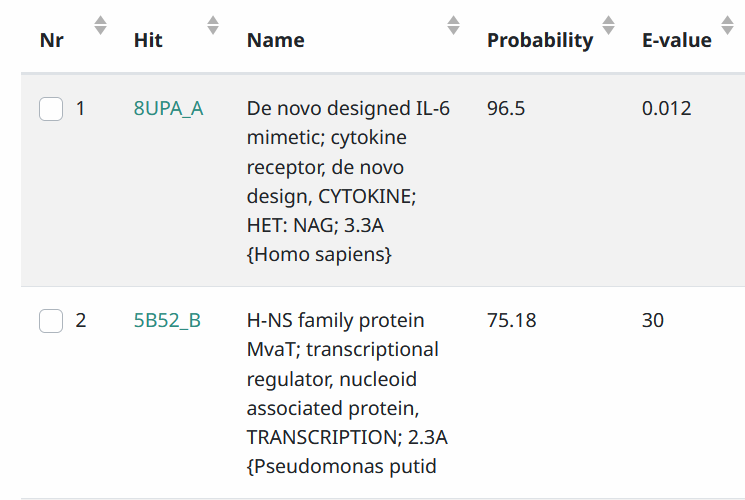 Nr Hit Name Probability E-value
1 8UPA_A De novo designed IL-6 96.5 0.012
mimetic; cytokine
receptor, de novo
design, CYTOKINE;
HET: NAG; 3.3A
{Homo sapiens}
2 5B52_B H-NS family protein 75.18 30
MvaT; transcriptional
regulator, nucleoid
associated protein,
TRANSCRIPTION; 2.3A
{Pseudomonas putid